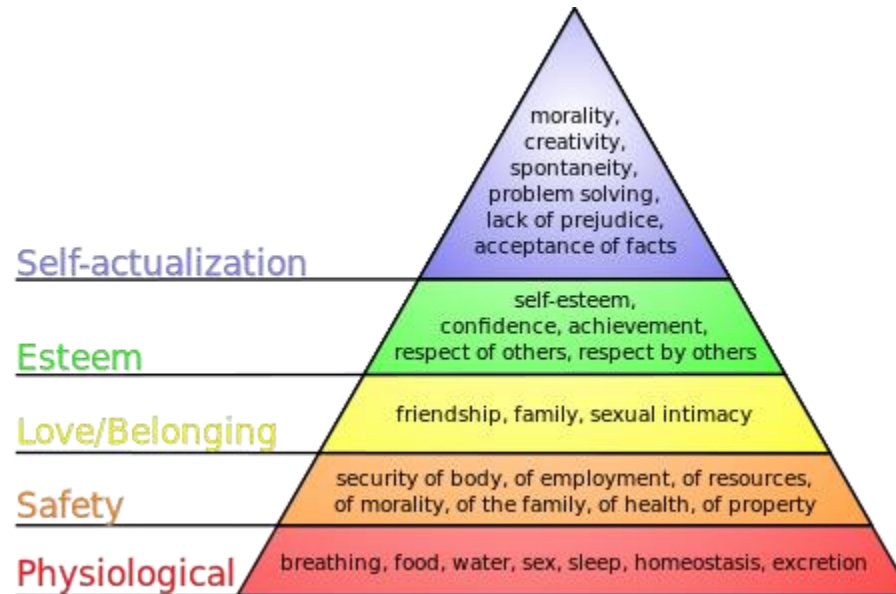 morality,
creativity,
spontaneity,
problem solving,
lack of prejudice,
acceptance of facts
Self-actualization
self-esteem,
confidence, achievement,
respect of others, respect by others
Esteem
friendship, family, sexual intimacy
Love/Belonging
security of body, of employment, of resources,
of morality, of the family, of health, of property
Safety
breathing, food, water, sex, sleep, homeostasis, excretion
Physiological